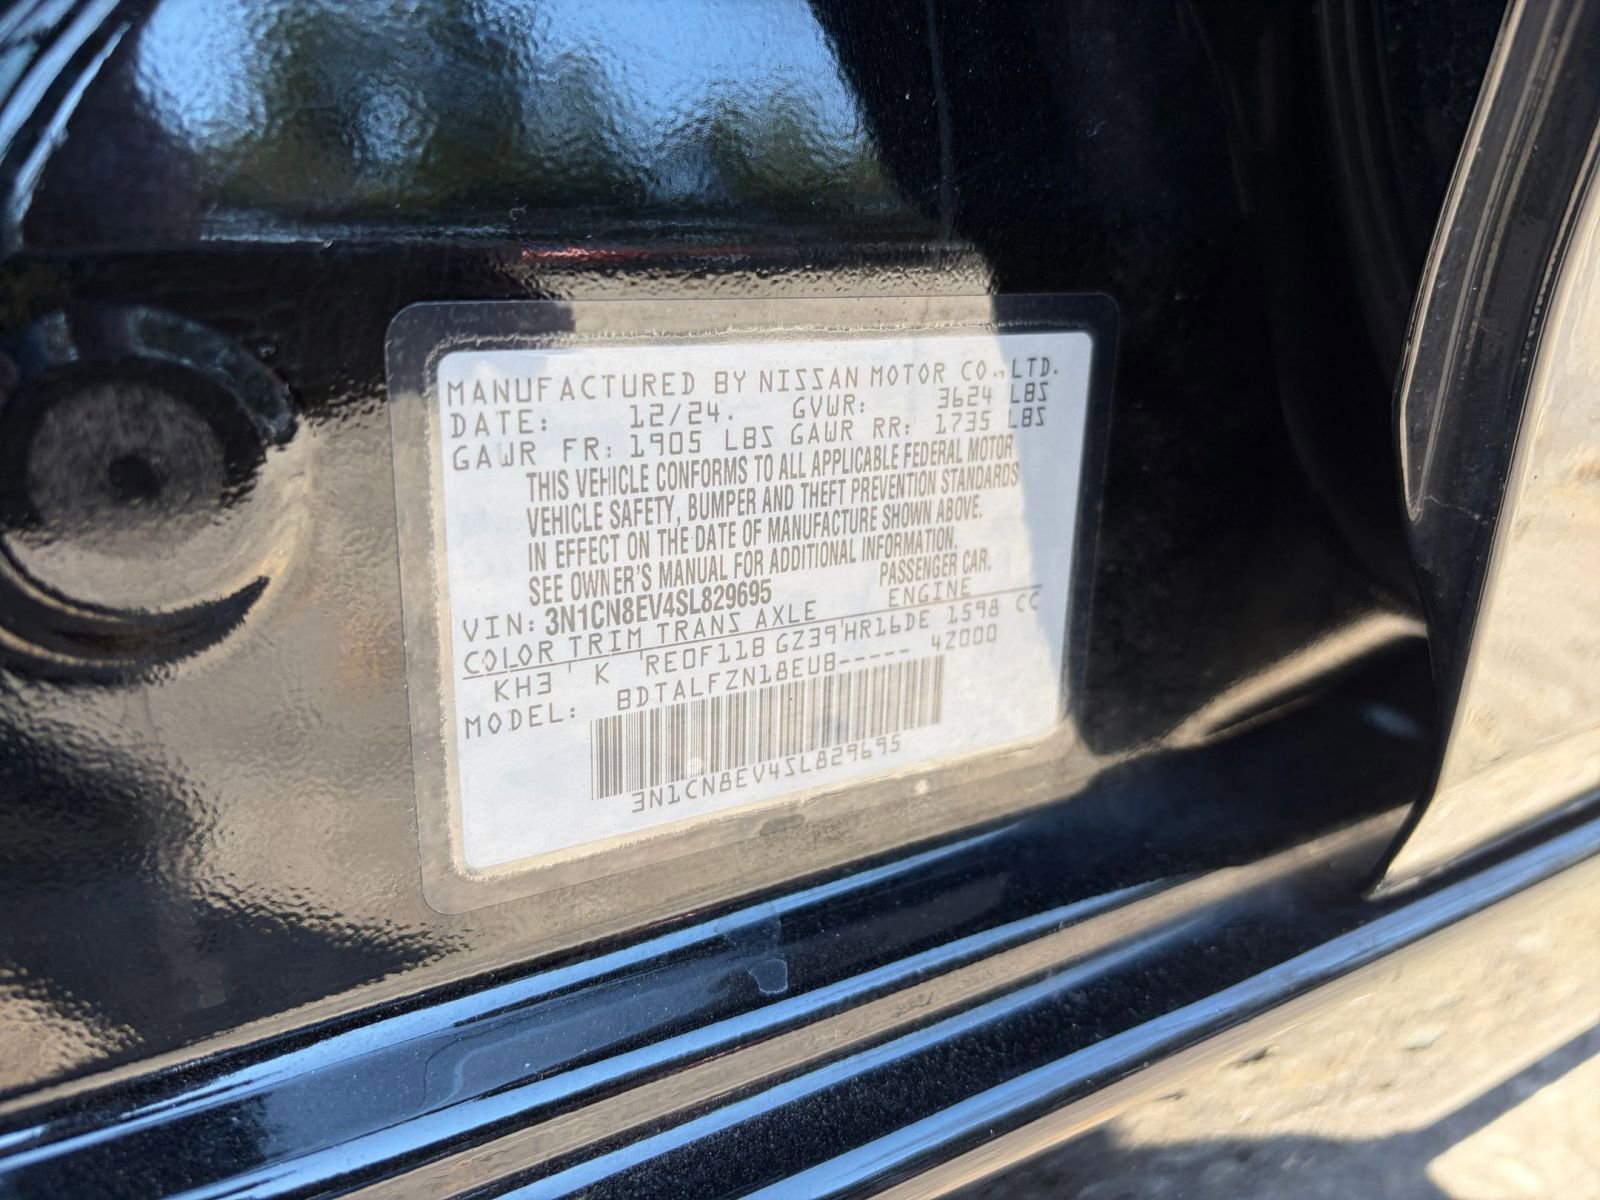 MANUFACTURED BY NISSAN MOTOR CO., LTD.
DATE: 12/24. GVWR: 3624 LBS
GAWR FR: 1905 LBS GAWR RR: 1735 LBS
THIS VEHICLE CONFORMS TO ALL APPLICABLE FEDERAL MOTOR
VEHICLE SAFETY, BUMPER AND THEFT PREVENTION STANDARDS
IN EFFECT ON THE DATE OF MANUFACTURE SHOWN ABOVE.
SEE OWNER'S MANUAL FOR ADDITIONAL INFORMATION.
VIN: 3N1CN8EV4SL829695 PASSENGER CAR.
COLOR TRIM TRANS AXLE ENGINE
KH3 ' K ' RE0F11B GZ39 ' HR16DE 1598 CC
MODEL: BDTALFZN18EUB----- 42000
3N1CN8EV4SL829695